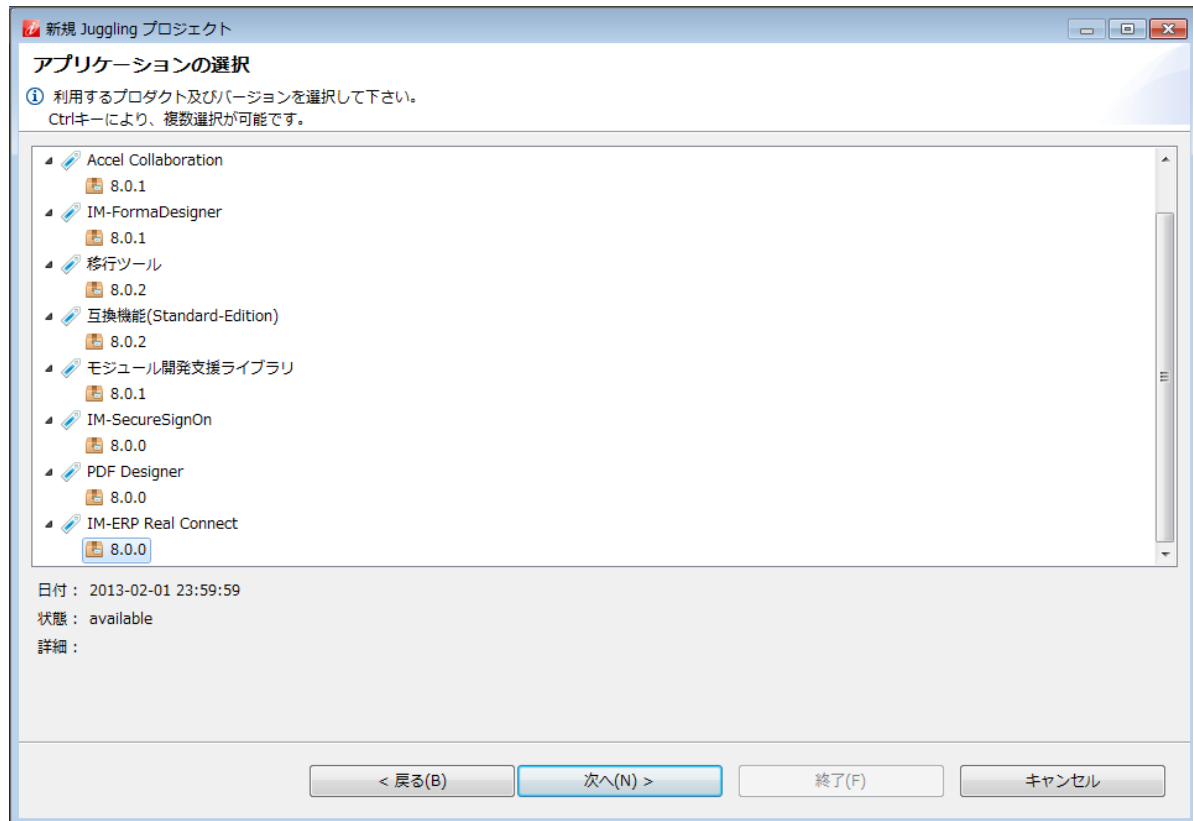 新規 Juggling プロジェクト
アプリケーションの選択
利用するプロダクト及びバージョンを選択して下さい。
Ctrlキーにより、複数選択が可能です。
Accel Collaboration
8.0.1
IM-FormaDesigner
8.0.1
移行ツール
8.0.2
互換機能(Standard-Edition)
8.0.2
モジュール開発支援ライブラリ
8.0.1
IM-SecureSignOn
8.0.0
PDF Designer
8.0.0
IM-ERP Real Connect
8.0.0
日付： 2013-02-01 23:59:59
状態： available
詳細：
< 戻る(B) 次へ(N) > 終了(F) キャンセル